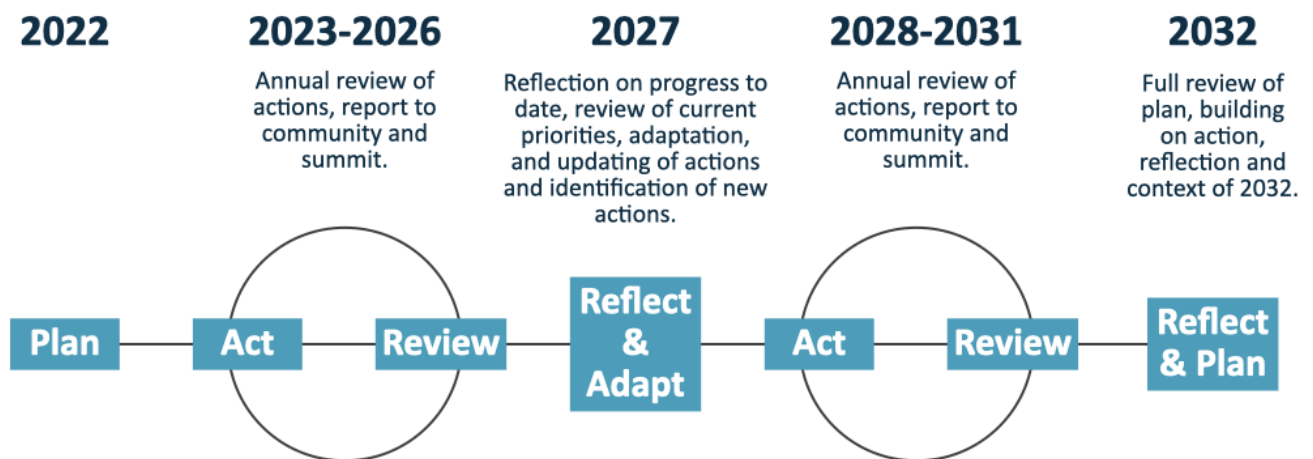 2022
2023-2026
Annual review of
actions, report to
community and
summit.
2027
Reflection on progress to
date, review of current
priorities, adaptation,
and updating of actions
and identification of new
actions.
2028-2031
Annual review of
actions, report to
community and
summit.
2032
Full review of
plan, building
on action,
reflection and
context of 2032.
Plan
Act
Review
Reflect
&
Adapt
Act
Review
Reflect
& Plan